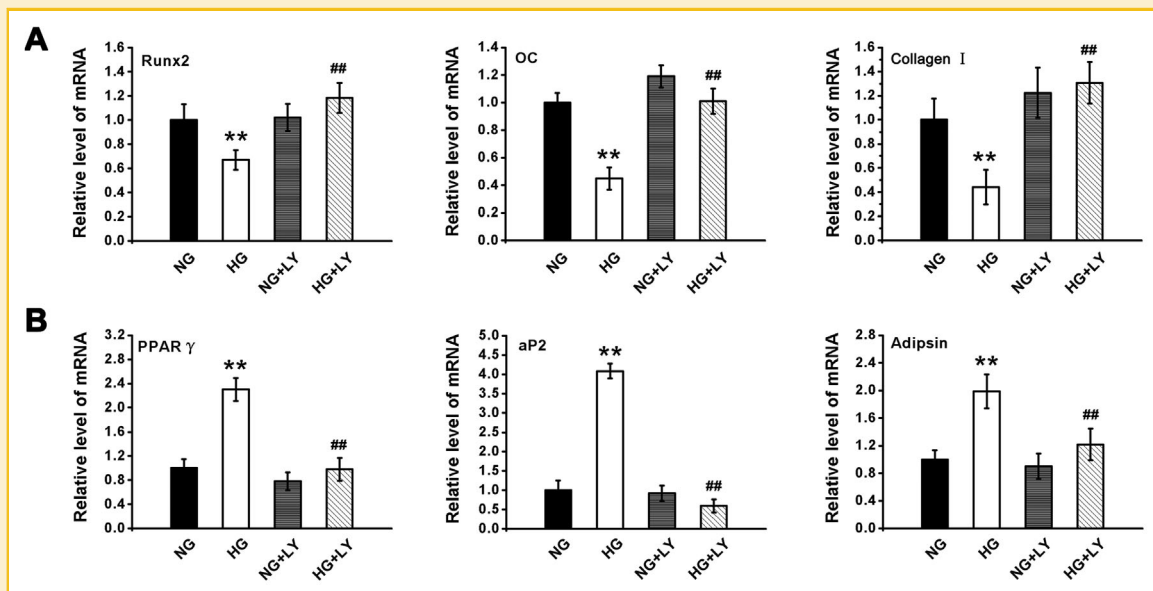 A
Relative level of mRNA
1.6
1.4
1.2
1.0
0.8
0.6
0.4
0.2
0.0
Runx2
**
##
NG
HG
NG+LY
HG+LY
Relative level of mRNA
1.4
1.2
1.0
0.8
0.6
0.4
0.2
0.0
OC
**
##
NG
HG
NG+LY
HG+LY
Relative level of mRNA
1.6
1.4
1.2
1.0
0.8
0.6
0.4
0.2
0.0
Collagen Ⅰ
**
##
NG
HG
NG+LY
HG+LY
B
Relative level of mRNA
3.2
2.8
2.4
2.0
1.6
1.2
0.8
0.4
0.0
PPAR γ
**
##
NG
HG
NG+LY
HG+LY
Relative level of mRNA
5.0
4.5
4.0
3.5
3.0
2.5
2.0
1.5
1.0
0.5
0.0
aP2
**
##
NG
HG
NG+LY
HG+LY
Relative level of mRNA
2.8
2.4
2.0
1.6
1.2
0.8
0.4
0.0
Adipsin
**
##
NG
HG
NG+LY
HG+LY